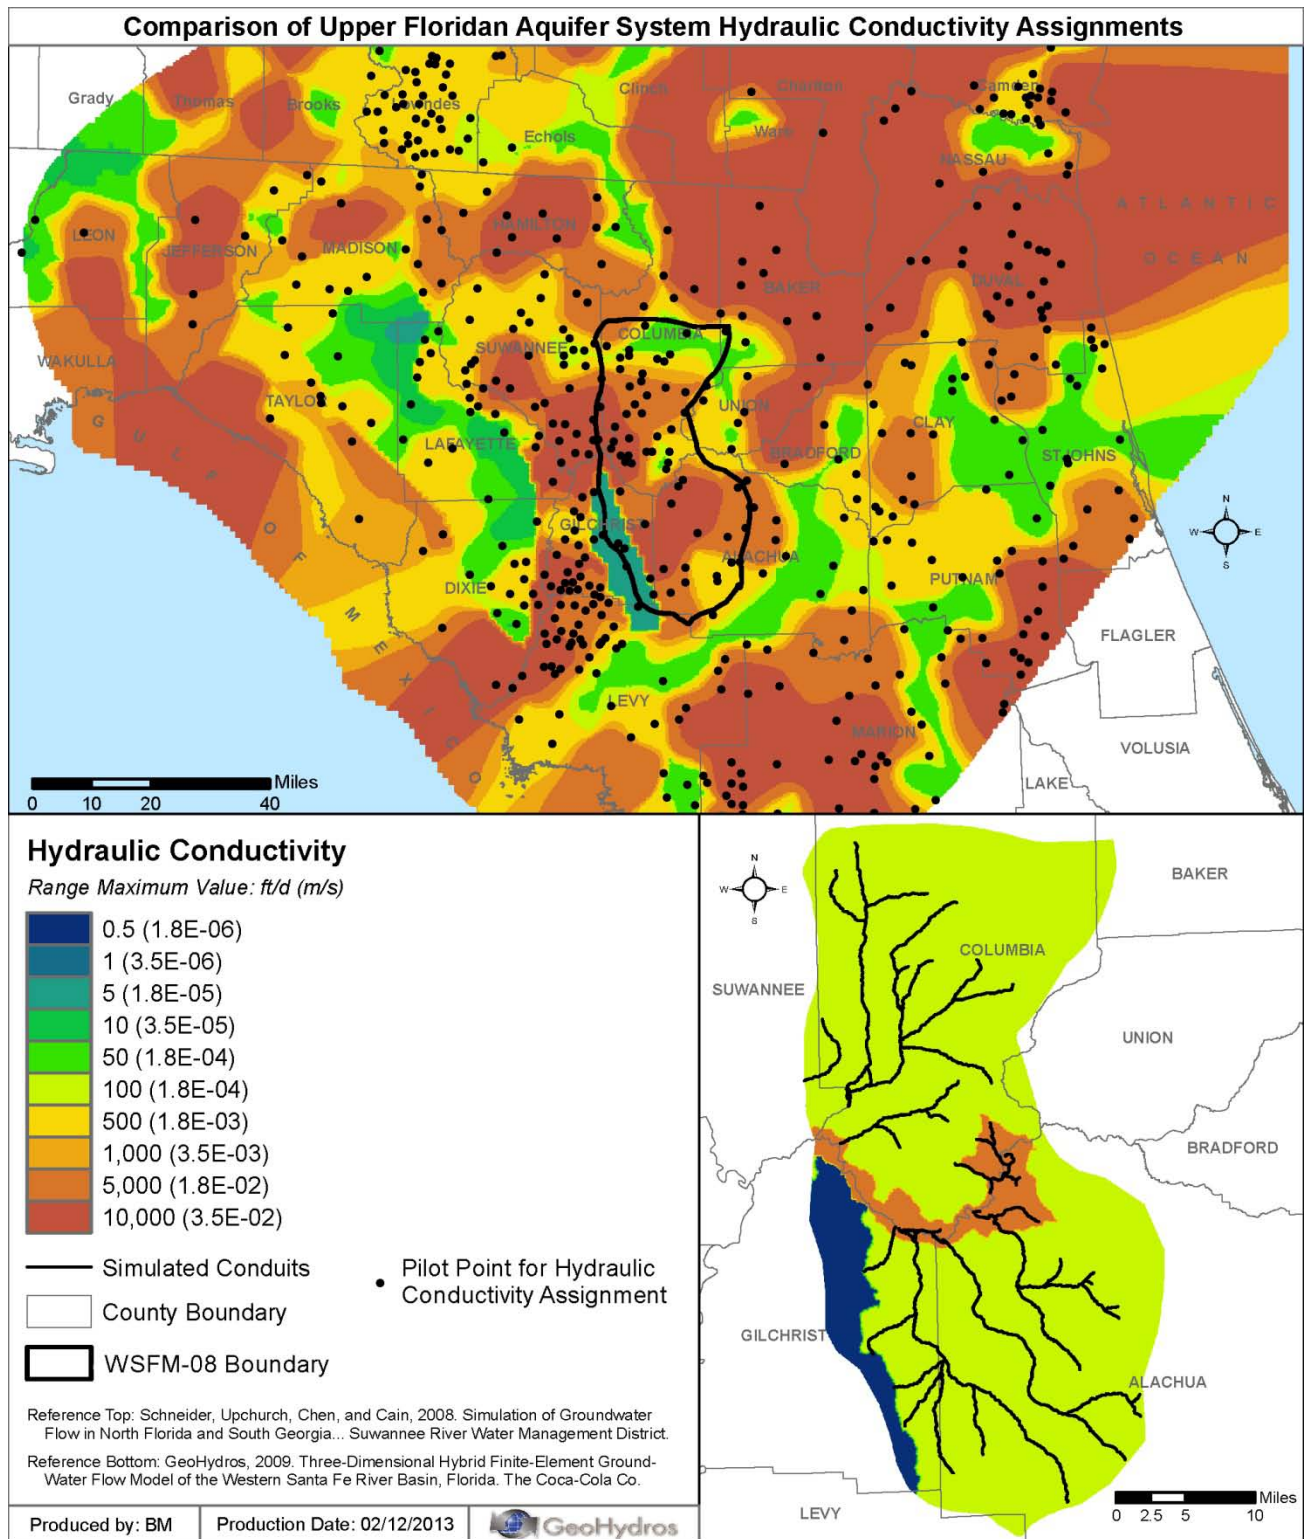 Comparison of Upper Floridan Aquifer System Hydraulic Conductivity Assignments
Grady
Thomas
Brooks
Lowndes
Echols
Clinch
Charlton
Ware
Camden
NASSAU
ATLANTIC
OCEAN
LEON
JEFFERSON
MADISON
HAMILTON
BAKER
DUVAL
WAKULLA
SUWANNEE
COLUMBIA
TAYLOR
LAFAYETTE
UNION
BRADFORD
CLAY
ST JOHNS
GULF OF MEXICO
GILCHRIST
ALACHUA
DIXIE
PUTNAM
FLAGLER
LEVY
MARION
VOLUSIA
LAKE
N
W E
S
0 10 20 40 Miles
Hydraulic Conductivity
Range Maximum Value: ft/d (m/s)
0.5 (1.8E-06)
1 (3.5E-06)
5 (1.8E-05)
10 (3.5E-05)
50 (1.8E-04)
100 (1.8E-04)
500 (1.8E-03)
1,000 (3.5E-03)
5,000 (1.8E-02)
10,000 (3.5E-02)
Simulated Conduits
County Boundary
WSFM-08 Boundary
Pilot Point for Hydraulic
Conductivity Assignment
Reference Top: Schneider, Upchurch, Chen, and Cain, 2008. Simulation of Groundwater
Flow in North Florida and South Georgia... Suwannee River Water Management District.
Reference Bottom: GeoHydros, 2009. Three-Dimensional Hybrid Finite-Element Ground-
Water Flow Model of the Western Santa Fe River Basin, Florida. The Coca-Cola Co.
Produced by: BM
Production Date: 02/12/2013
GeoHydros
N
W E
S
BAKER
COLUMBIA
SUWANNEE
UNION
BRADFORD
GILCHRIST
ALACHUA
LEVY
0 2.5 5 10 Miles